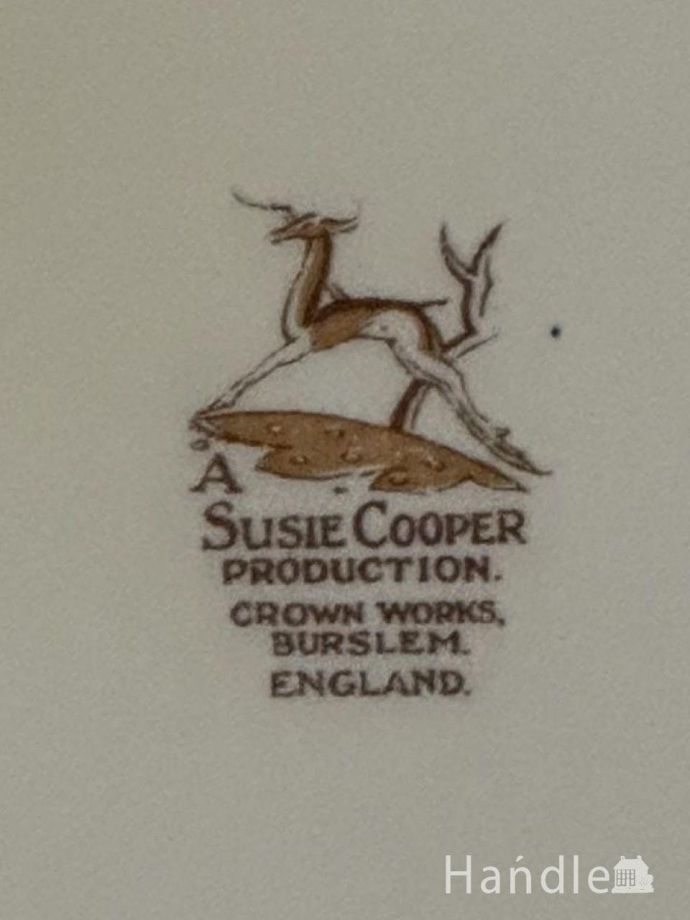 A
SUSIE COOPER
PRODUCTION.
CROWN WORKS,
BURSLEM.
ENGLAND.
Handle